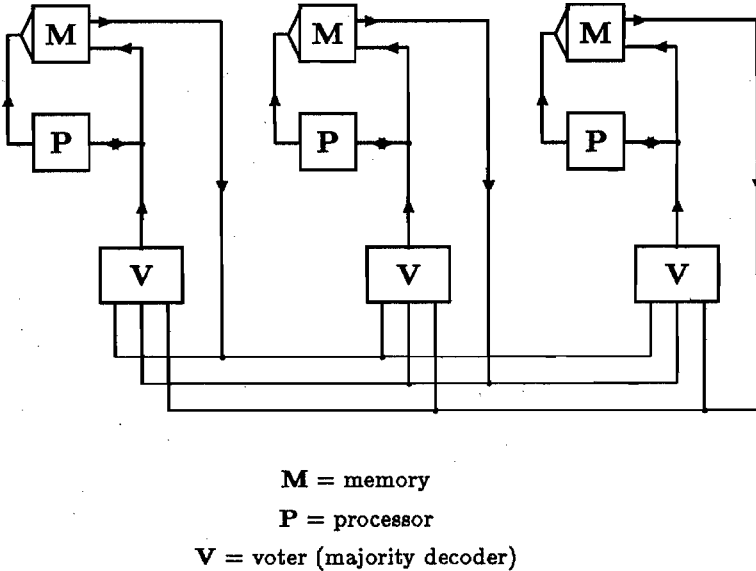 M M M
P P P
V V V
M = memory
P = processor
V = voter (majority decoder)